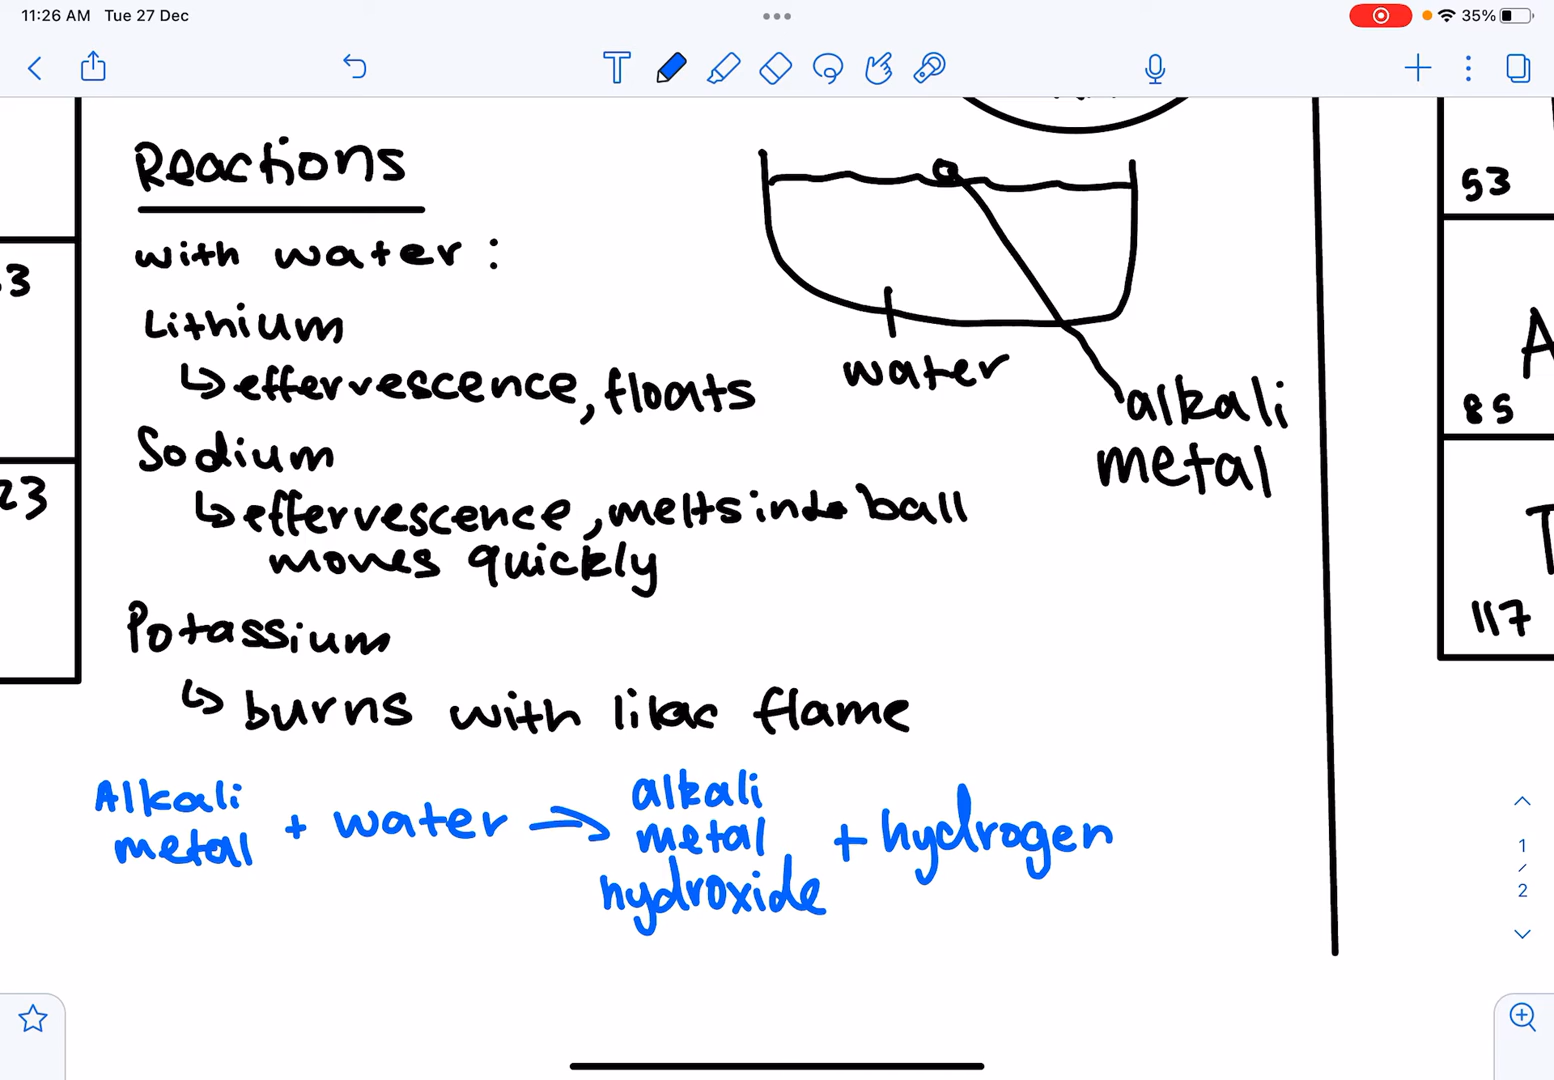 11:26 AM Tue 27 Dec
35%
Reactions
with water:
Lithium
↳ effervescence, floats
Sodium
↳ effervescence, melts into ball
moves quickly
Potassium
↳ burns with lilac flame
Alkali metal + water → alkali metal hydroxide + hydrogen
water
alkali
metal
3
23
53
A
85
T
117
1
/
2